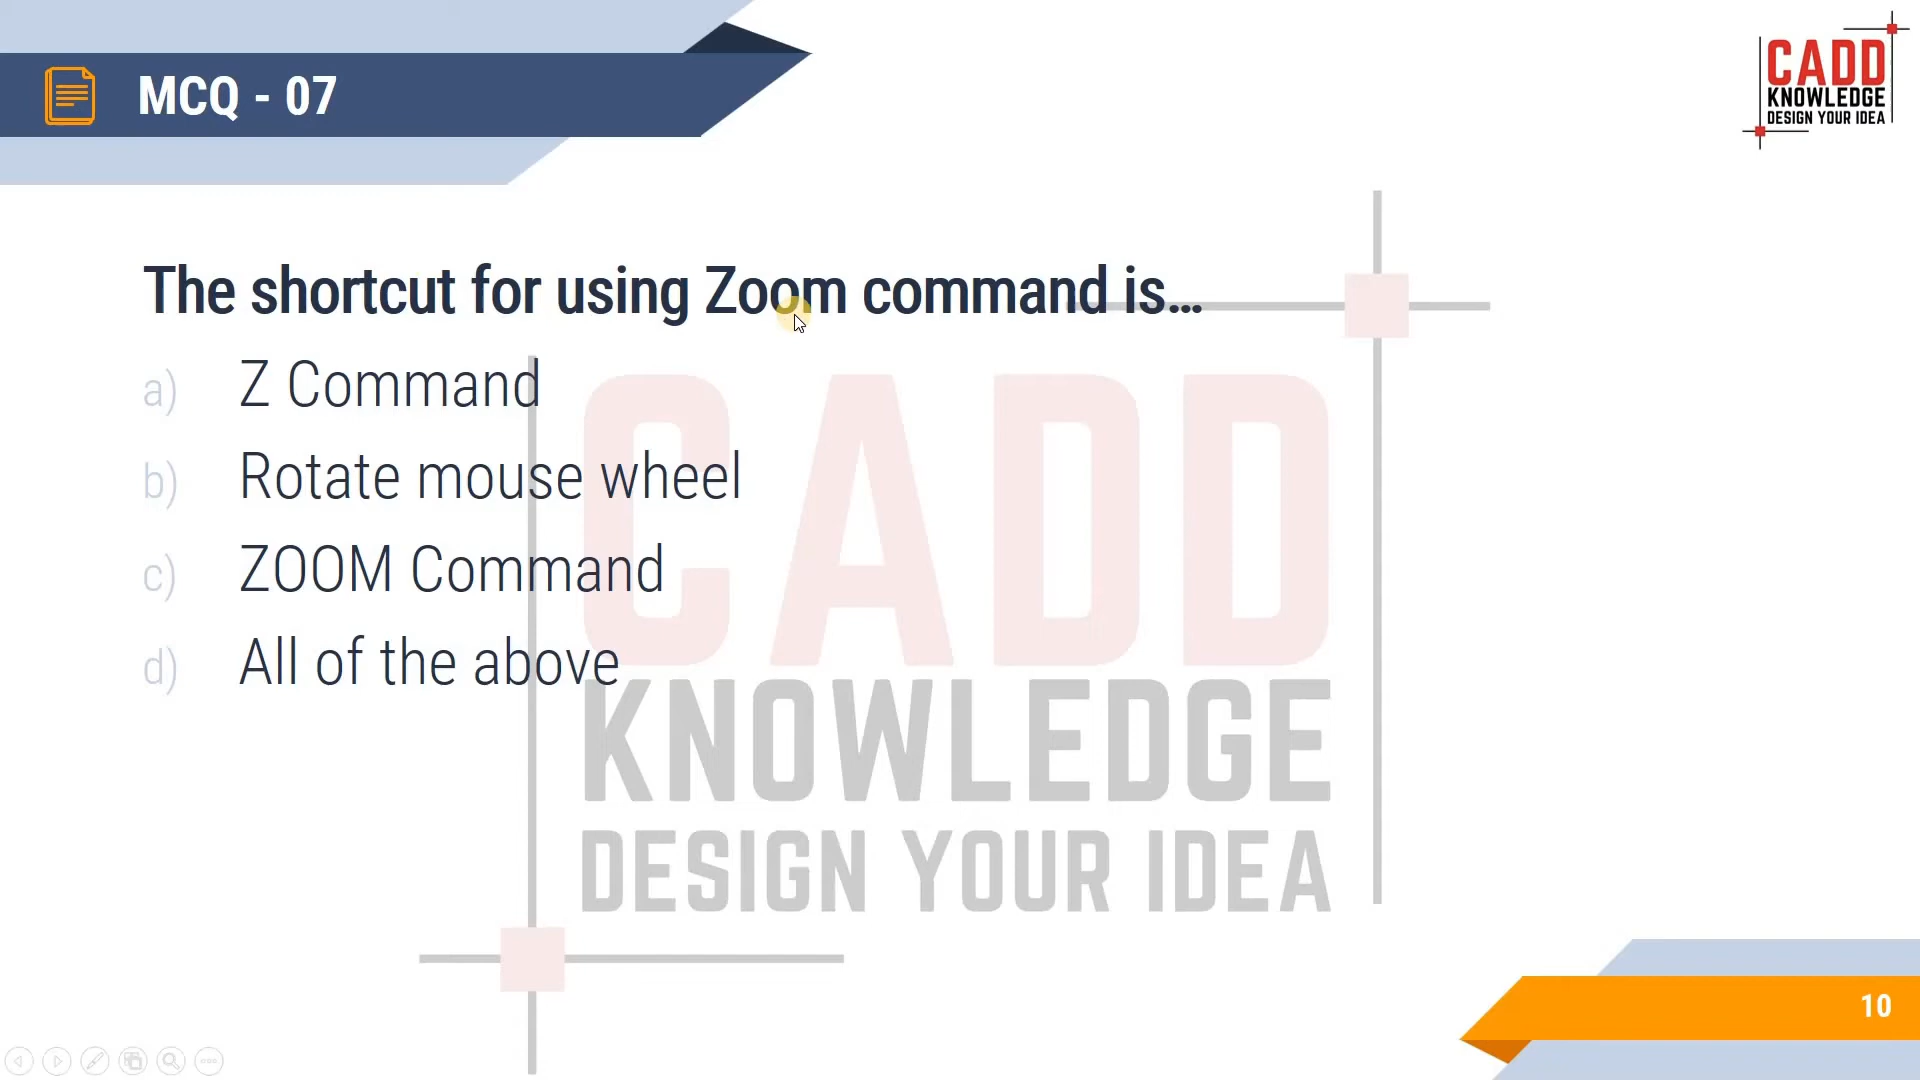 MCQ - 07
CADD
KNOWLEDGE
DESIGN YOUR IDEA
The shortcut for using Zoom command is...
a) Z Command
b) Rotate mouse wheel
c) ZOOM Command
d) All of the above
CADD
KNOWLEDGE
DESIGN YOUR IDEA
10